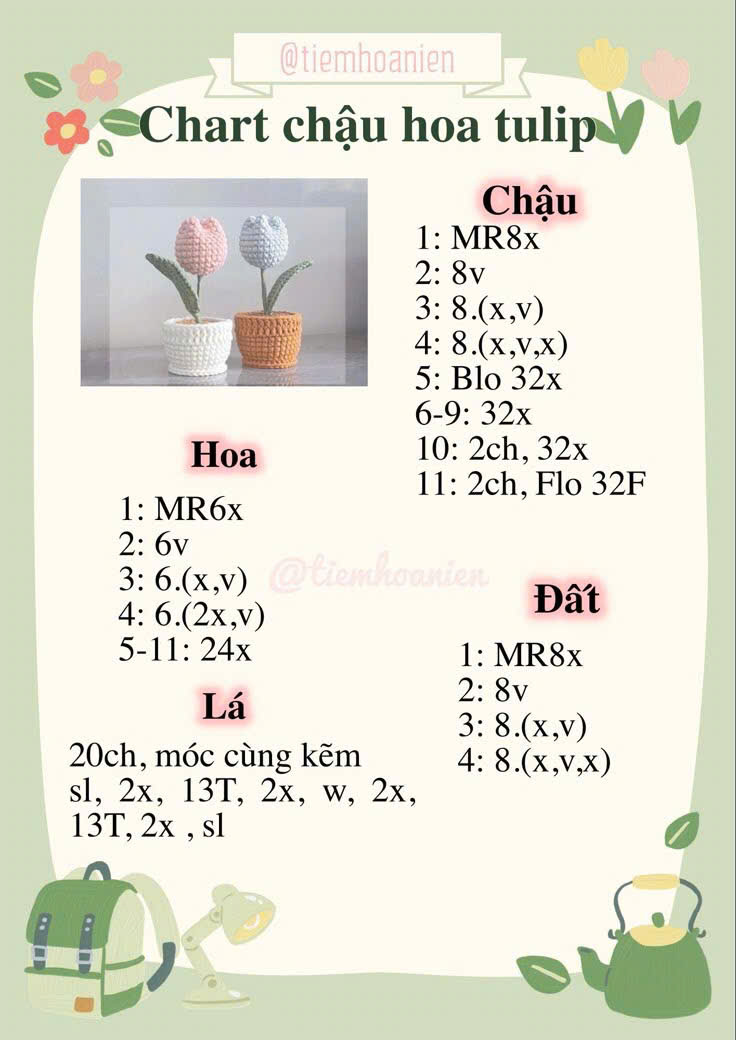 @tiemhoanien
Chart chậu hoa tulip
Chậu
1: MR8x
2: 8v
3: 8.(x,v)
4: 8.(x,v,x)
5: Blo 32x
6-9: 32x
10: 2ch, 32x
11: 2ch, Flo 32F
Hoa
1: MR6x
2: 6v
3: 6.(x,v)
4: 6.(2x,v)
5-11: 24x
@tiemhoanien
Đất
1: MR8x
2: 8v
3: 8.(x,v)
4: 8.(x,v,x)
Lá
20ch, móc cùng kẽm
sl, 2x, 13T, 2x, w, 2x,
13T, 2x , sl